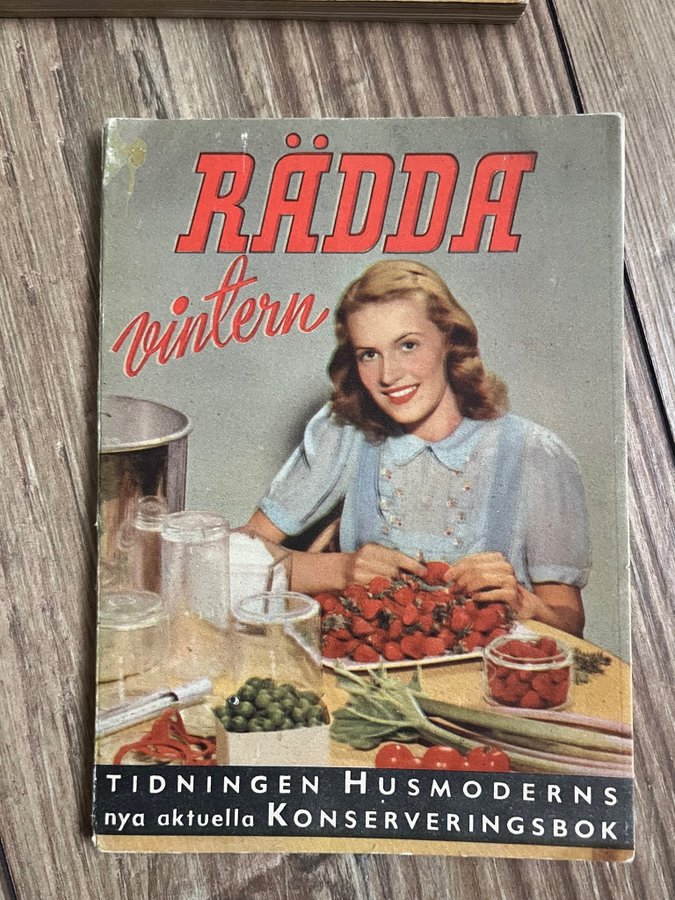 RÄDDA
vintern
TIDNINGEN HUSMODERNS
nya aktuella KONSERVERINGSBOK